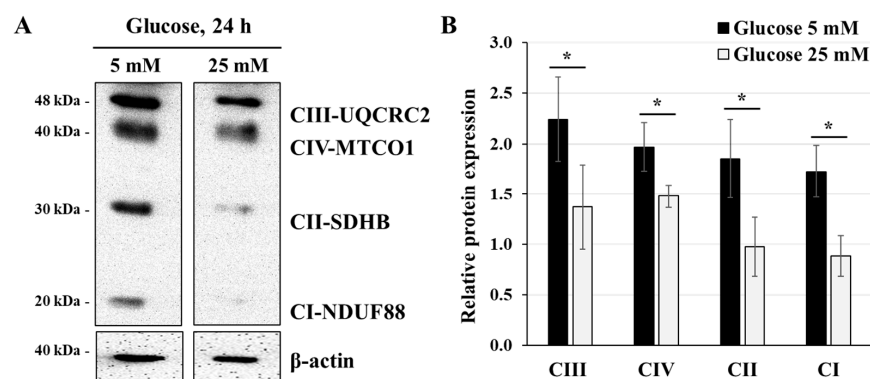 A
Glucose, 24 h
5 mM 25 mM
48 kDa -
40 kDa -
30 kDa -
20 kDa -
40 kDa -
CIII-UQCRC2
CIV-MTCO1
CII-SDHB
CI-NDUF88
β-actin
B
Glucose 5 mM
Glucose 25 mM
Relative protein expression
3.0
2.5
2.0
1.5
1.0
0.5
0.0
* * * *
CIII CIV CII CI